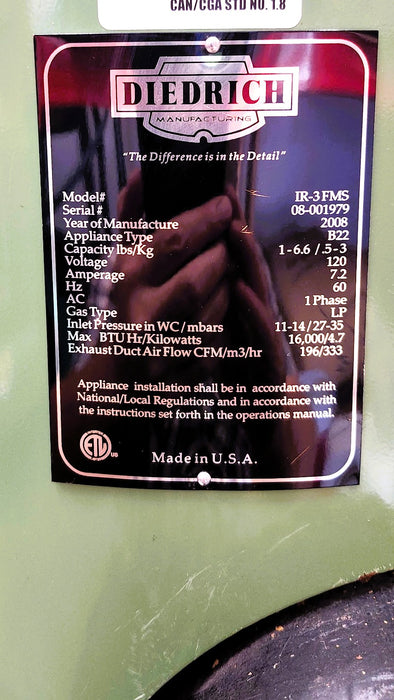 CAN/CGA STD NO. 1.8
DIEDRICH
MANUFACTURING
"The Difference is in the Detail"
Model# IR-3 FMS
Serial # 08-001979
Year of Manufacture 2008
Appliance Type B22
Capacity lbs/Kg 1-6.6 /.5-3
Voltage 120
Amperage 7.2
Hz 60
AC 1 Phase
Gas Type LP
Inlet Pressure in WC / mbars 11-14/27-35
Max BTU Hr/Kilowatts 16,000/4.7
Exhaust Duct Air Flow CFM/m3/hr 196/333
Appliance installation shall be in accordance with
National/Local Regulations and in accordance with
the instructions set forth in the operations manual.
ETL US
Made in U.S.A.